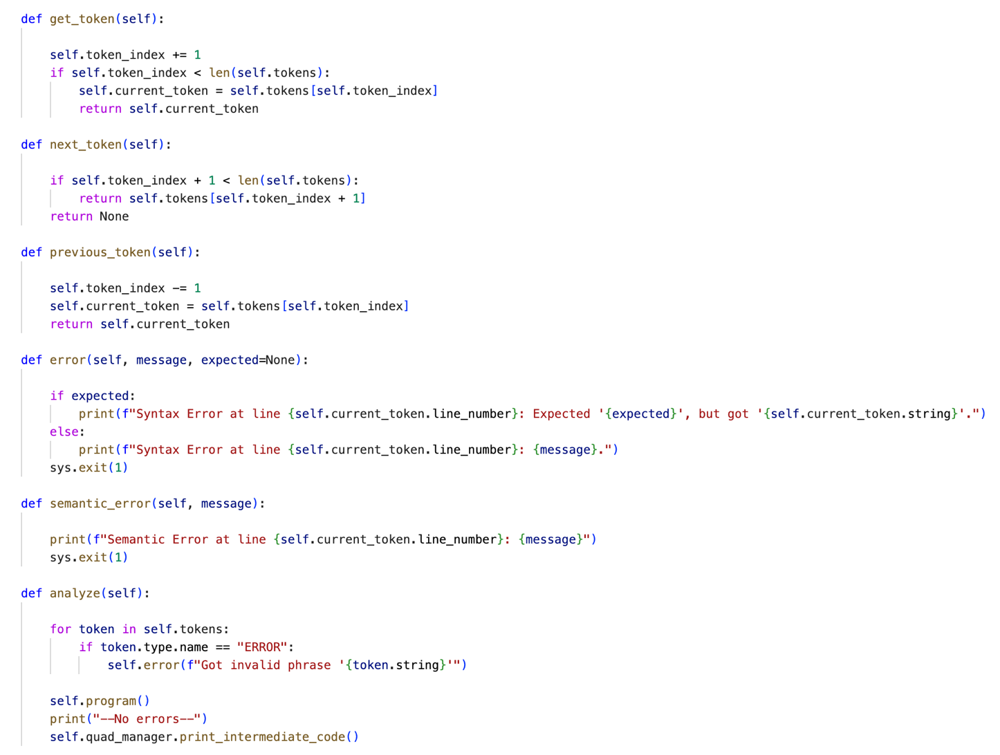 def get_token(self):
    self.token_index += 1
    if self.token_index < len(self.tokens):
        self.current_token = self.tokens[self.token_index]
        return self.current_token
def next_token(self):
    if self.token_index + 1 < len(self.tokens):
        return self.tokens[self.token_index + 1]
    return None
def previous_token(self):
    self.token_index -= 1
    self.current_token = self.tokens[self.token_index]
    return self.current_token
def error(self, message, expected=None):
    if expected:
        print(f"Syntax Error at line {self.current_token.line_number}: Expected '{expected}', but got '{self.current_token.string}'.")
    else:
        print(f"Syntax Error at line {self.current_token.line_number}: {message}.")
    sys.exit(1)
def semantic_error(self, message):
    print(f"Semantic Error at line {self.current_token.line_number}: {message}")
    sys.exit(1)
def analyze(self):
    for token in self.tokens:
        if token.type.name == "ERROR":
            self.error(f"Got invalid phrase '{token.string}'")
    self.program()
    print("--No errors--")
    self.quad_manager.print_intermediate_code()